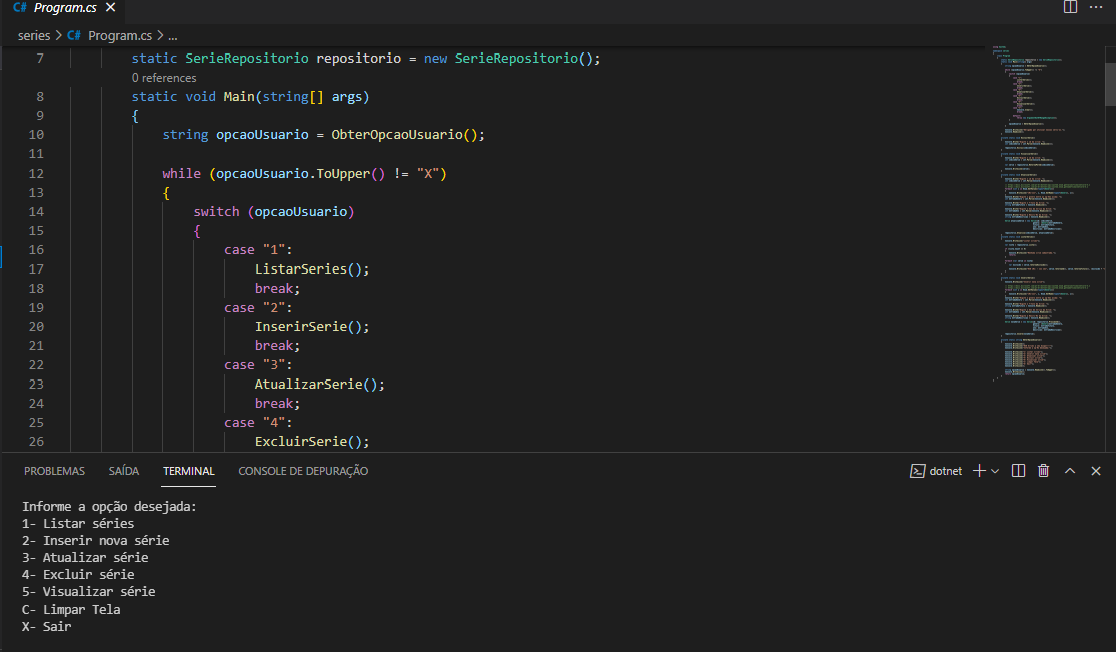 C# Program.cs
series > C# Program.cs > ...
7 static SerieRepositorio repositorio = new SerieRepositorio();
0 references
8 static void Main(string[] args)
9 {
10 string opcaoUsuario = ObterOpcaoUsuario();
11
12 while (opcaoUsuario.ToUpper() != "X")
13 {
14 switch (opcaoUsuario)
15 {
16 case "1":
17 ListarSeries();
18 break;
19 case "2":
20 InserirSerie();
21 break;
22 case "3":
23 AtualizarSerie();
24 break;
25 case "4":
26 ExcluirSerie();
PROBLEMAS SAÍDA TERMINAL CONSOLE DE DEPURAÇÃO dotnet
Informe a opção desejada:
1- Listar séries
2- Inserir nova série
3- Atualizar série
4- Excluir série
5- Visualizar série
C- Limpar Tela
X- Sair